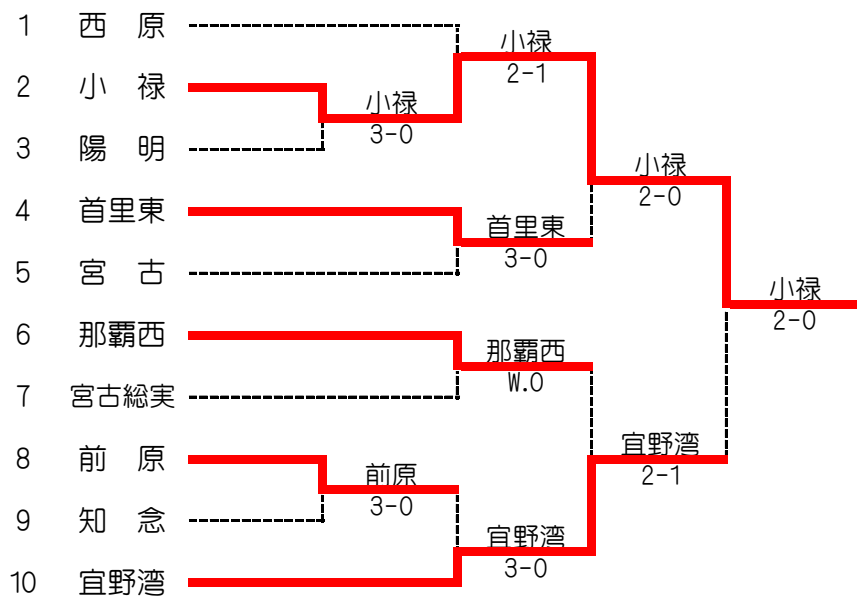 1 西 原
2 小 禄
3 陽 明
4 首里東
5 宮 古
6 那覇西
7 宮古総実
8 前 原
9 知 念
10 宜野湾
小禄
3-0
前原
3-0
小禄
2-1
首里東
3-0
那覇西
W.O
宜野湾
3-0
小禄
2-0
宜野湾
2-1
小禄
2-0